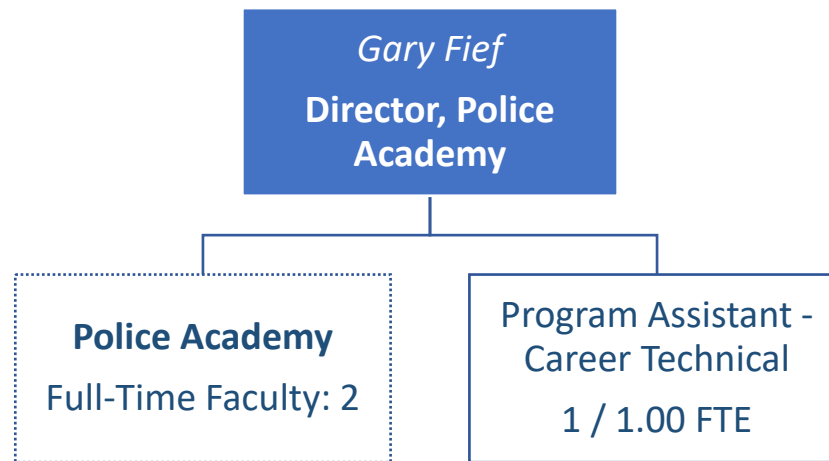 Gary Fief
Director, Police
Academy
Police Academy
Full-Time Faculty: 2
Program Assistant -
Career Technical
1 / 1.00 FTE